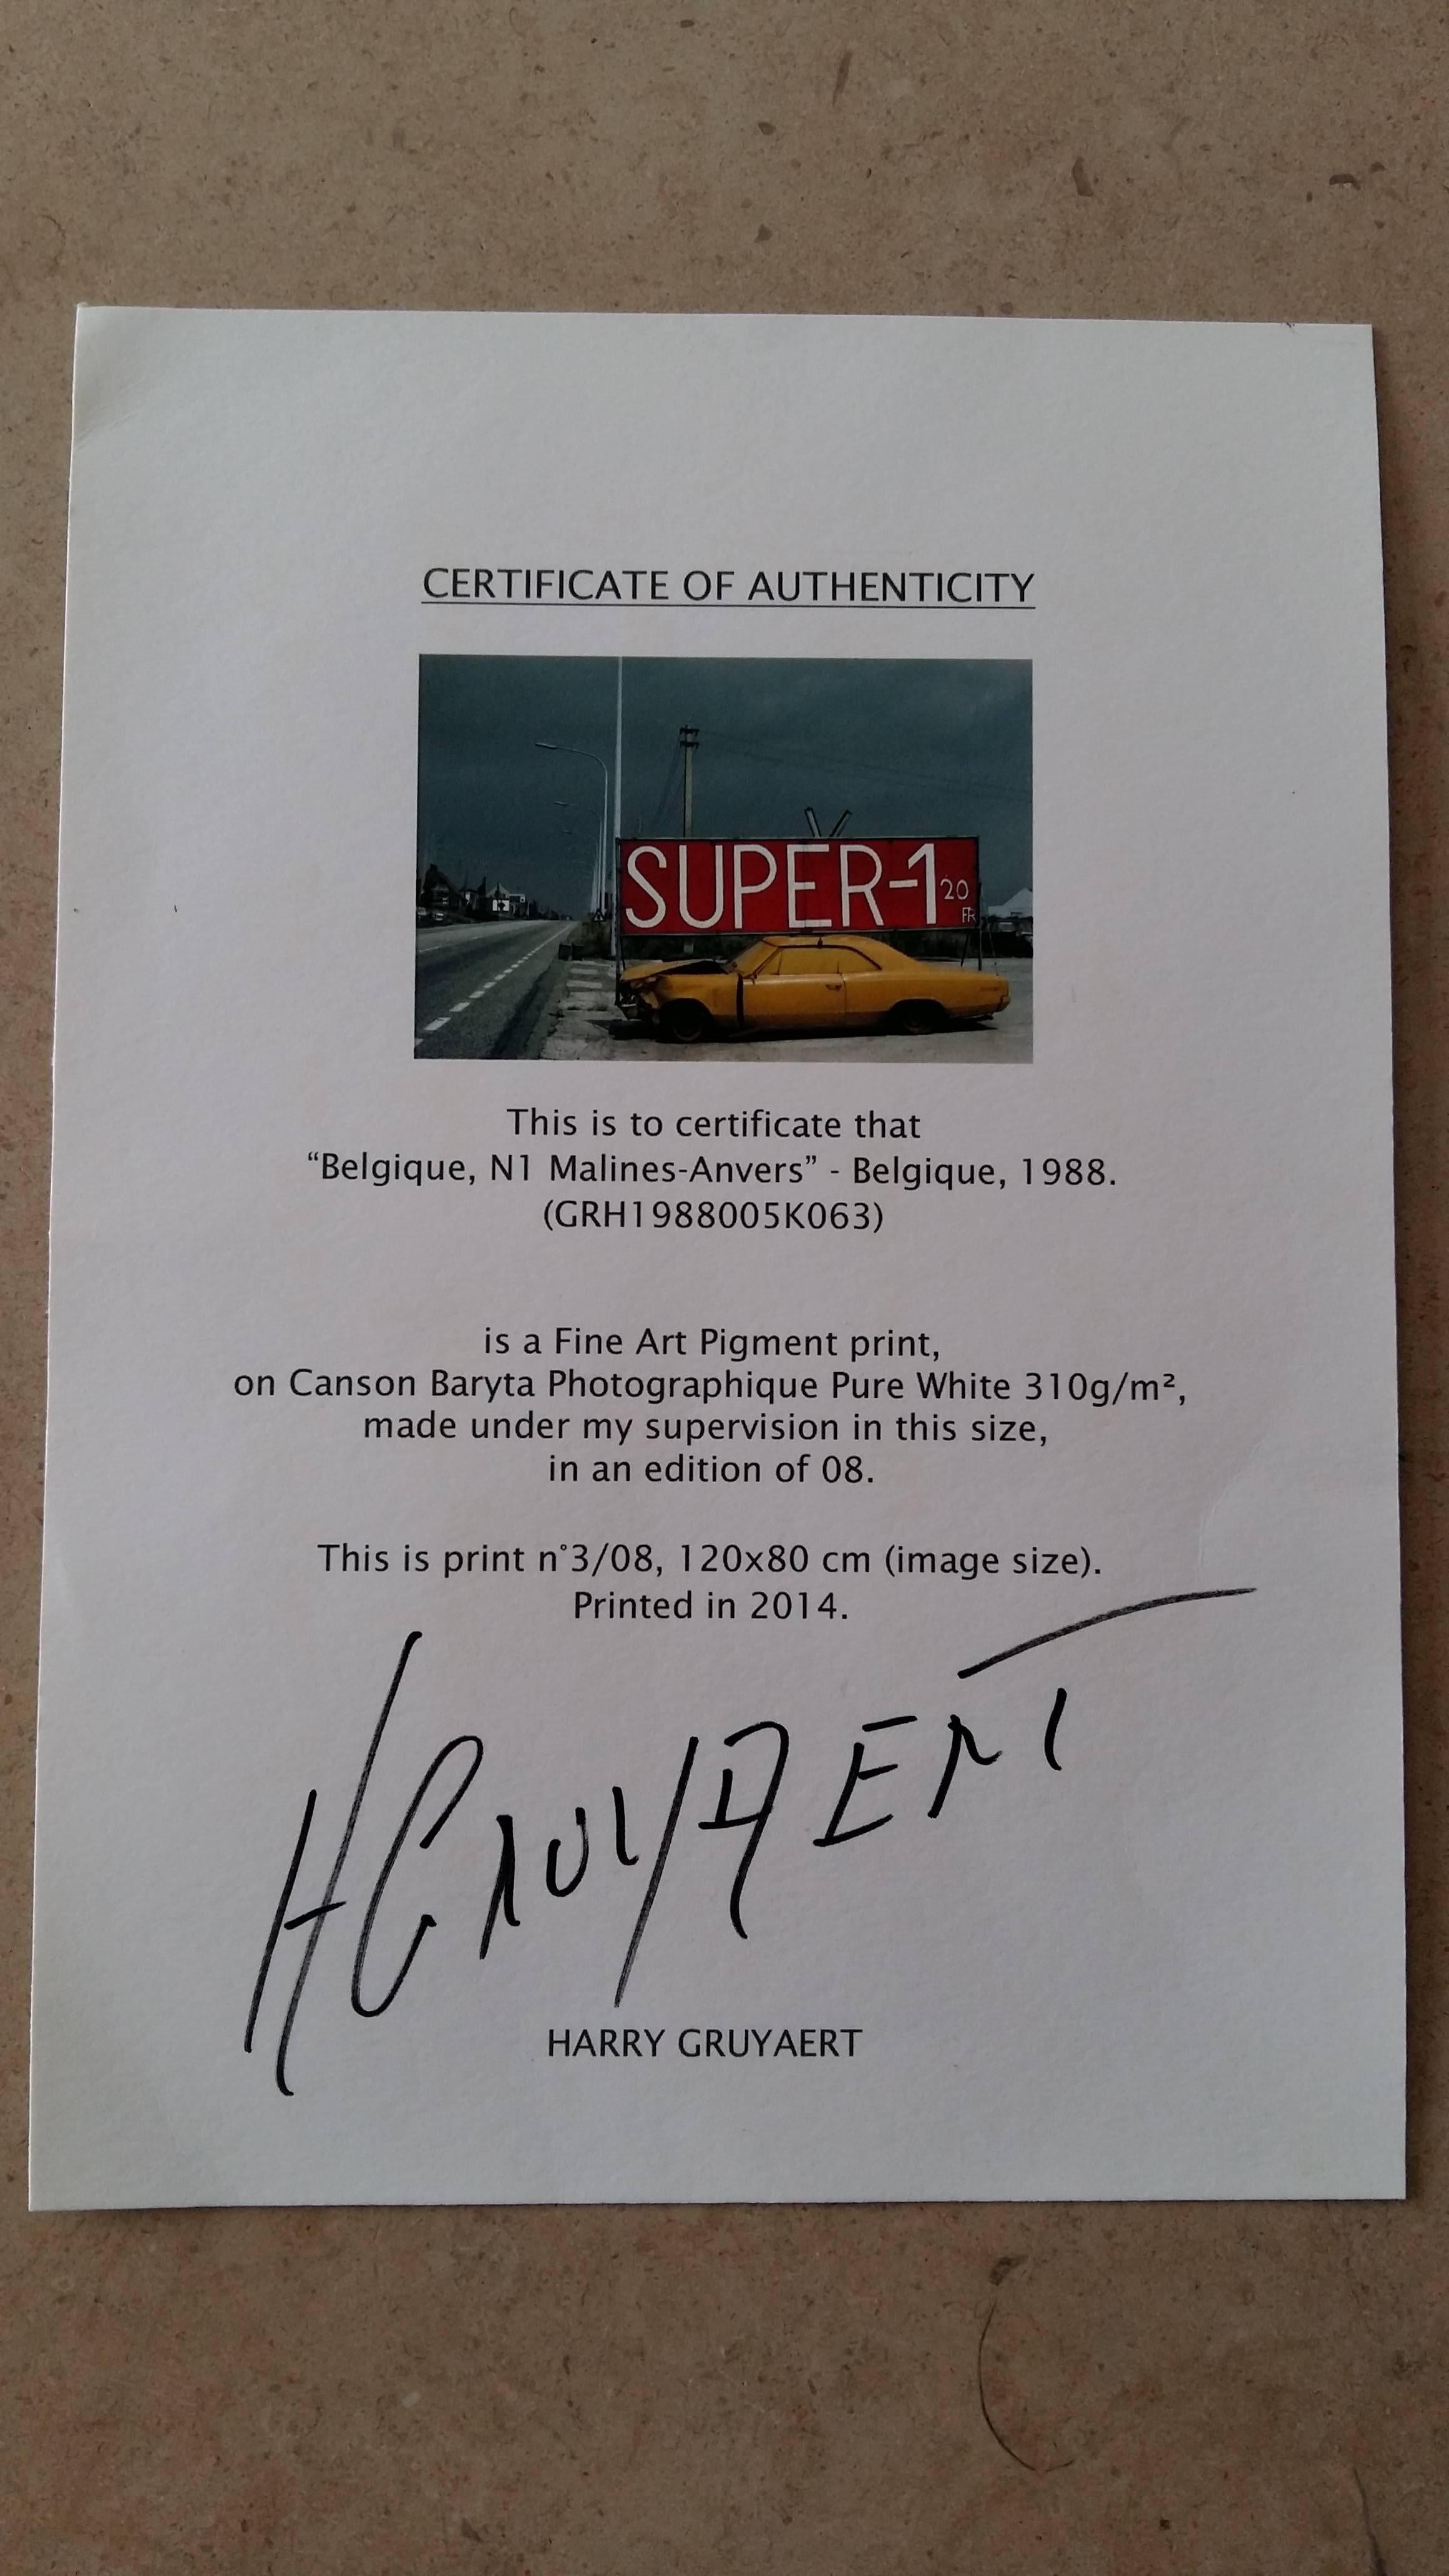 CERTIFICATE OF AUTHENTICITY
SUPER-1 20
FR
This is to certificate that
“Belgique, N1 Malines-Anvers” - Belgique, 1988.
(GRH1988005K063)
is a Fine Art Pigment print,
on Canson Baryta Photographique Pure White 310g/m²,
made under my supervision in this size,
in an edition of 08.
This is print n°3/08, 120x80 cm (image size).
Printed in 2014.
H GRUYAERT
HARRY GRUYAERT